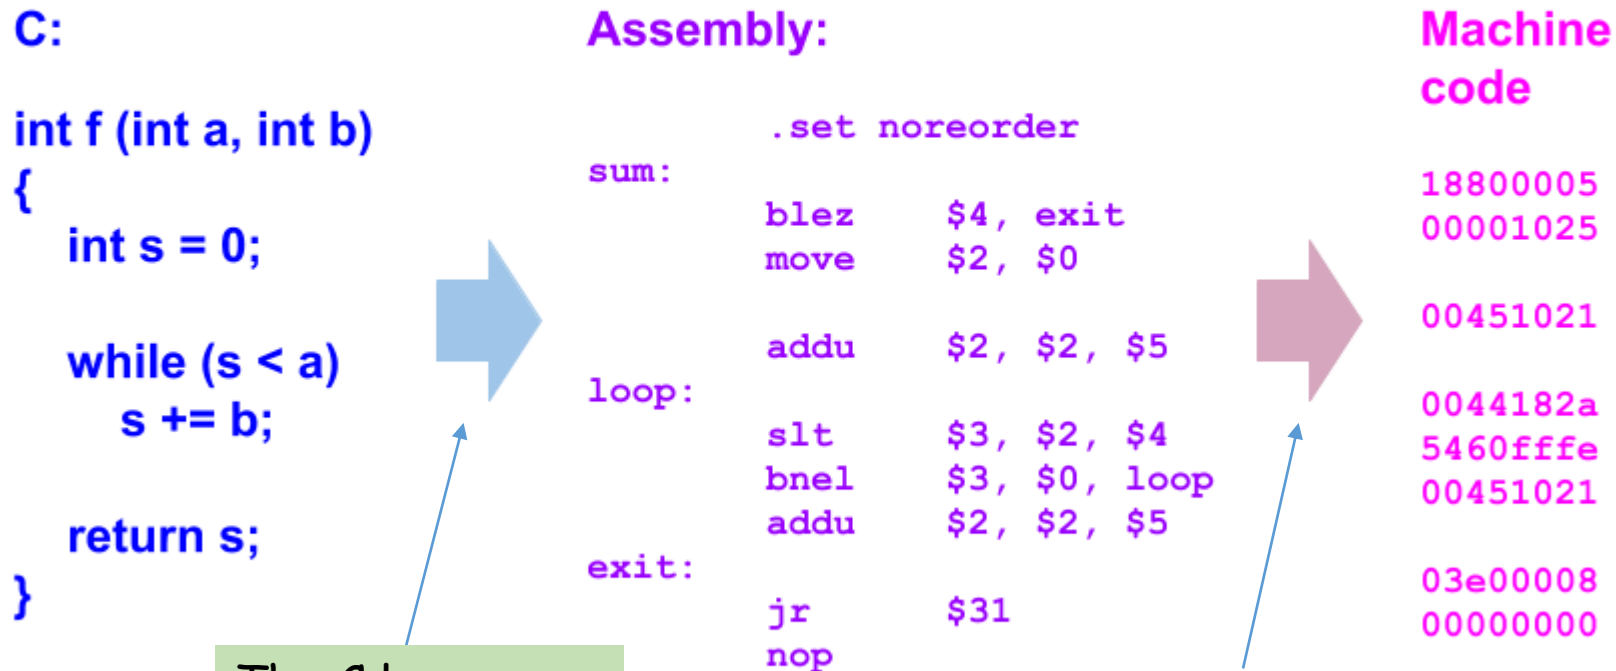 C:
int f (int a, int b)
{
int s = 0;
while (s < a)
s += b;
return s;
}
Assembly:
.set noreorder
sum:
blez $4, exit
move $2, $0
addu $2, $2, $5
loop:
slt $3, $2, $4
bnel $3, $0, loop
addu $2, $2, $5
exit:
jr $31
nop
Machine
code
18800005
00001025
00451021
0044182a
5460fffe
00451021
03e00008
00000000